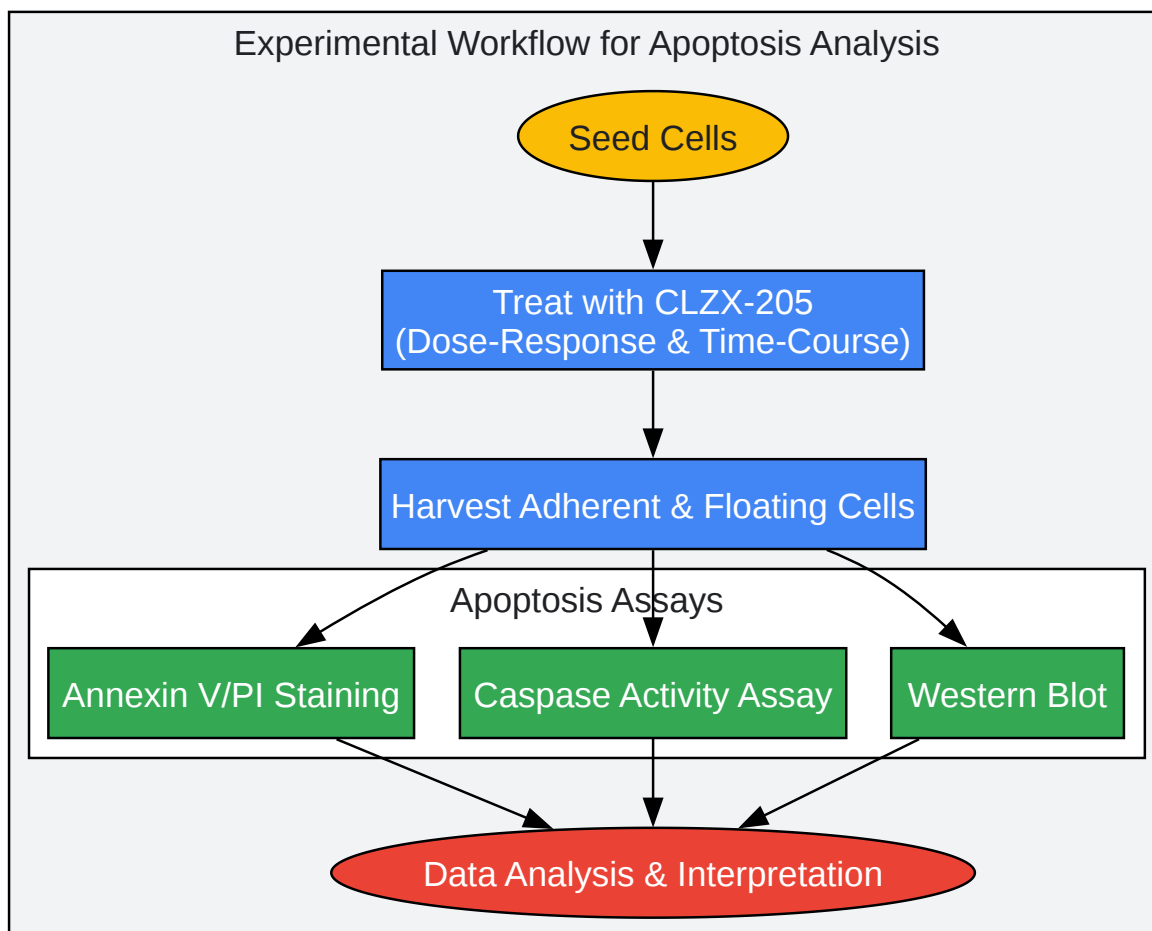 Experimental Workflow for Apoptosis Analysis
Seed Cells
Treat with CLZX-205
(Dose-Response & Time-Course)
Harvest Adherent & Floating Cells
Apoptosis Assays
Annexin V/PI Staining
Caspase Activity Assay
Western Blot
Data Analysis & Interpretation